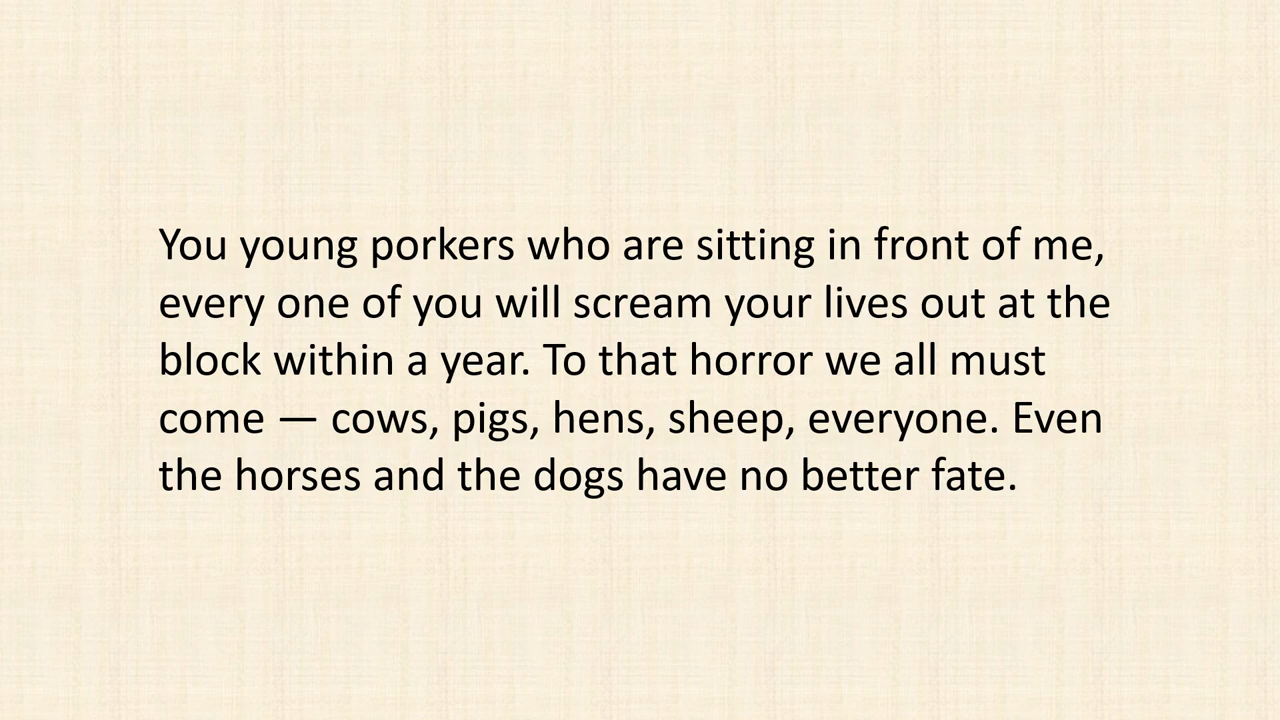 You young porkers who are sitting in front of me,
every one of you will scream your lives out at the
block within a year. To that horror we all must
come — cows, pigs, hens, sheep, everyone. Even
the horses and the dogs have no better fate.